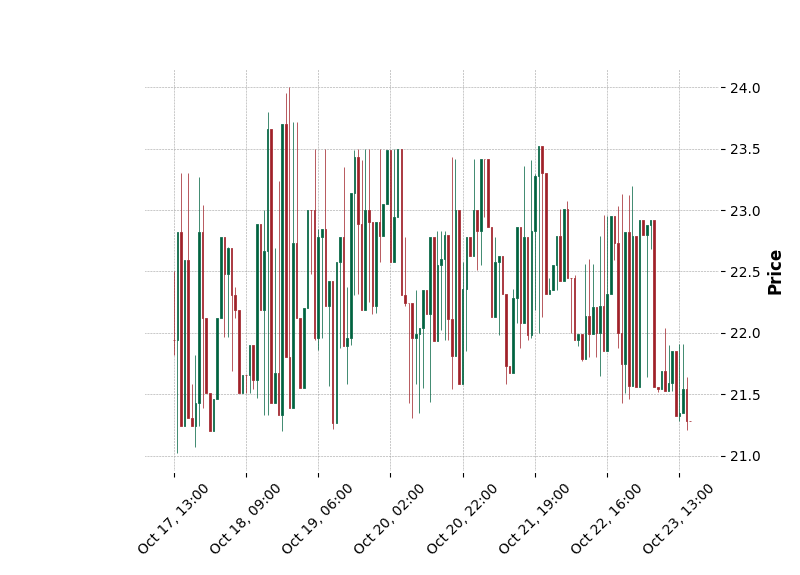 24.0
23.5
23.0
22.5
22.0
21.5
21.0
Price
Oct 17, 13:00
Oct 18, 09:00
Oct 19, 06:00
Oct 20, 02:00
Oct 20, 22:00
Oct 21, 19:00
Oct 22, 16:00
Oct 23, 13:00